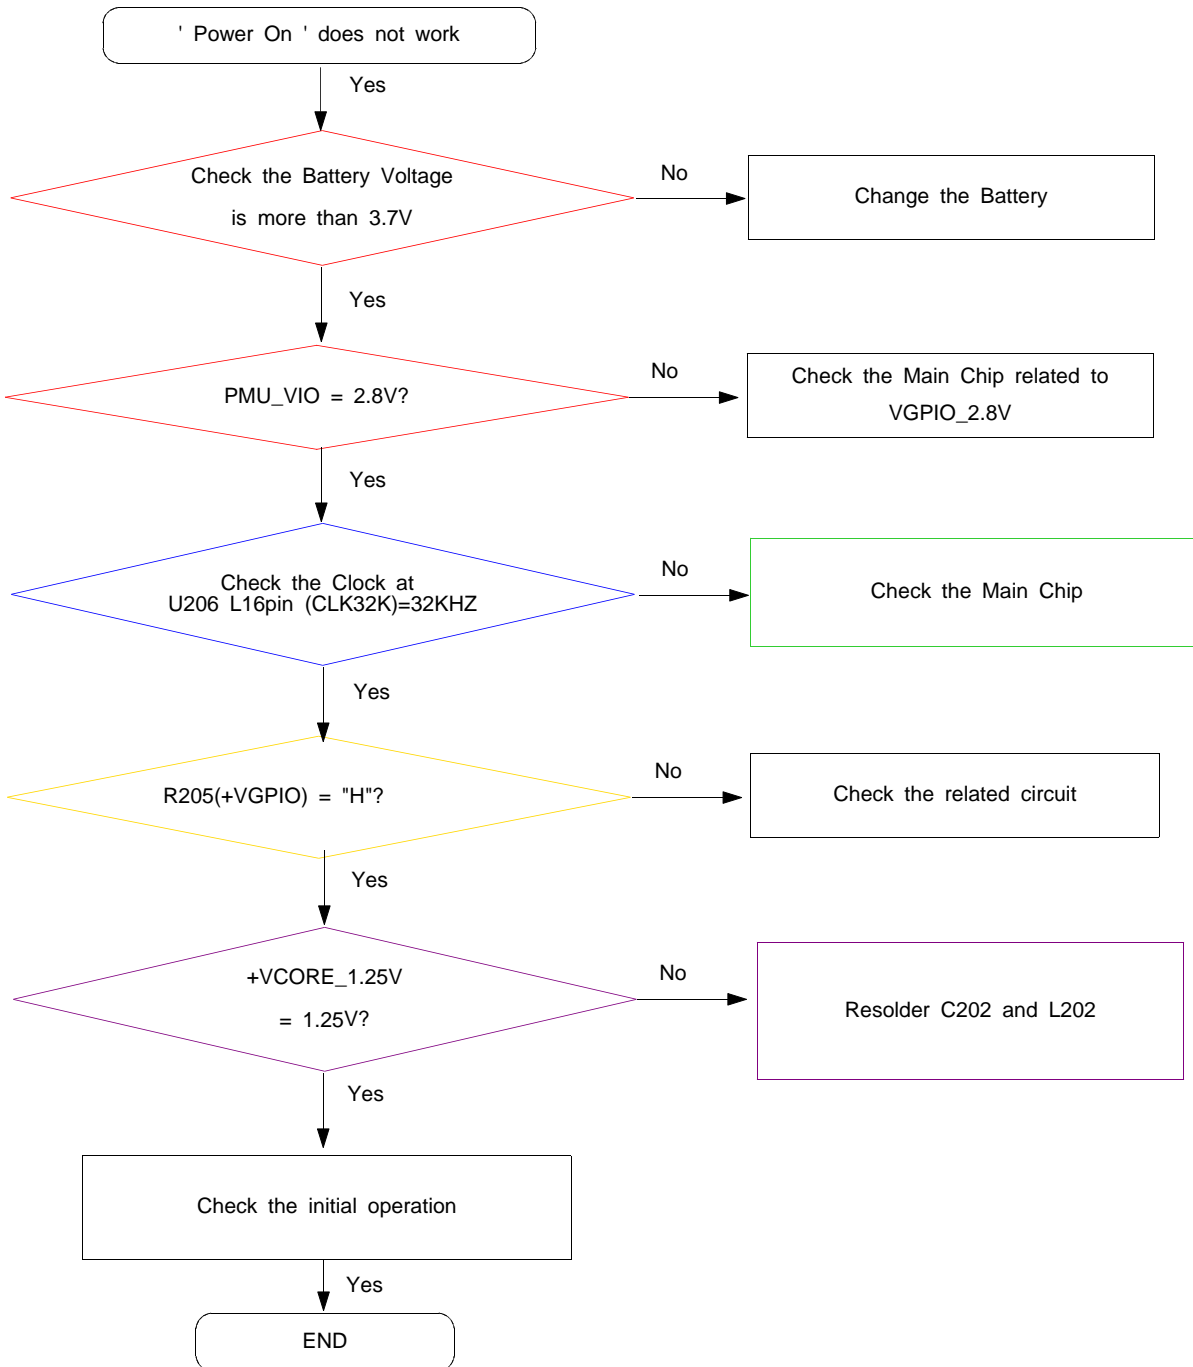 ' Power On ' does not work
Yes
Check the Battery Voltage
is more than 3.7V
No
Change the Battery
Yes
PMU_VIO = 2.8V?
No
Check the Main Chip related to
VGPIO_2.8V
Yes
Check the Clock at
U206 L16pin (CLK32K)=32KHZ
No
Check the Main Chip
Yes
R205(+VGPIO) = "H"?
No
Check the related circuit
Yes
+VCORE_1.25V
= 1.25V?
No
Resolder C202 and L202
Yes
Check the initial operation
Yes
END